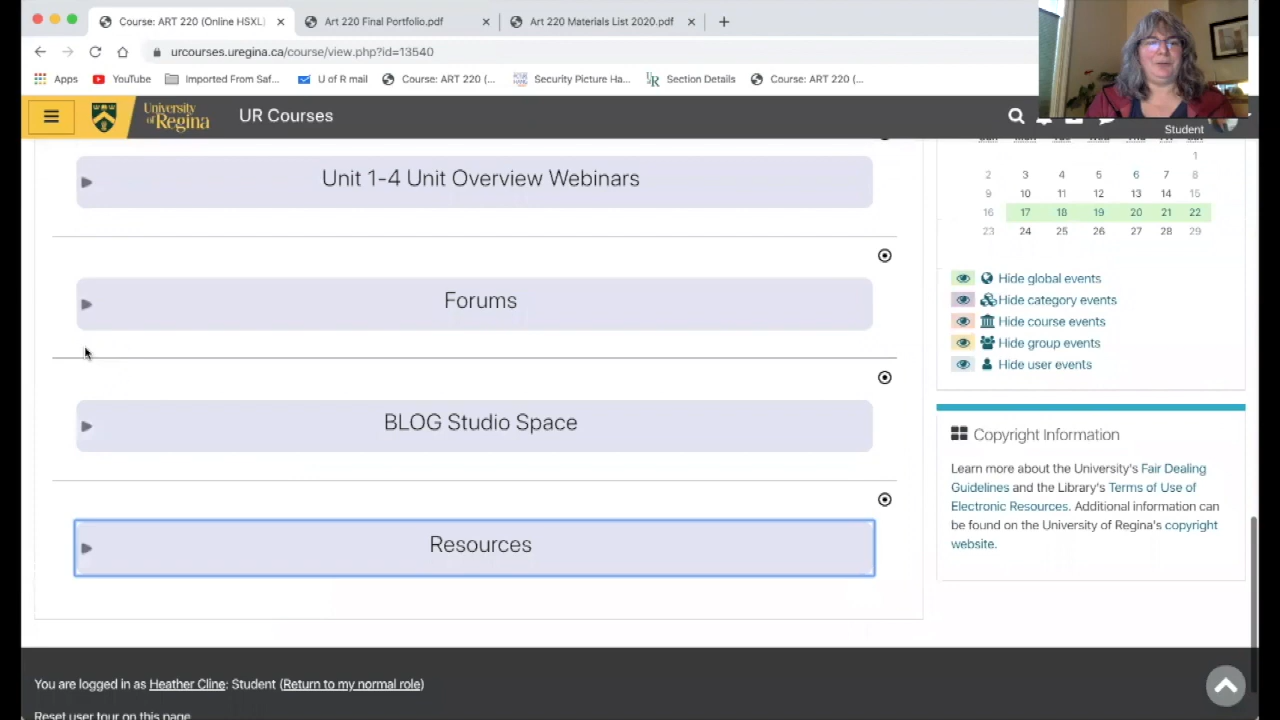 Course: ART 220 (Online HSXL)
Art 220 Final Portfolio.pdf
Art 220 Materials List 2020.pdf
urcourses.uregina.ca/course/view.php?id=13540
Apps
YouTube
Imported From Saf...
U of R mail
Course: ART 220 (...
Security Picture Ha...
Section Details
Course: ART 220 (...
University of Regina
UR Courses
Student
Unit 1-4 Unit Overview Webinars
Forums
BLOG Studio Space
Resources
1
2 3 4 5 6 7 8
9 10 11 12 13 14 15
16 17 18 19 20 21 22
23 24 25 26 27 28 29
Hide global events
Hide category events
Hide course events
Hide group events
Hide user events
Copyright Information
Learn more about the University's Fair Dealing
Guidelines and the Library's Terms of Use of
Electronic Resources. Additional information can
be found on the University of Regina's copyright
website.
You are logged in as Heather Cline: Student (Return to my normal role)
Reset user tour on this page